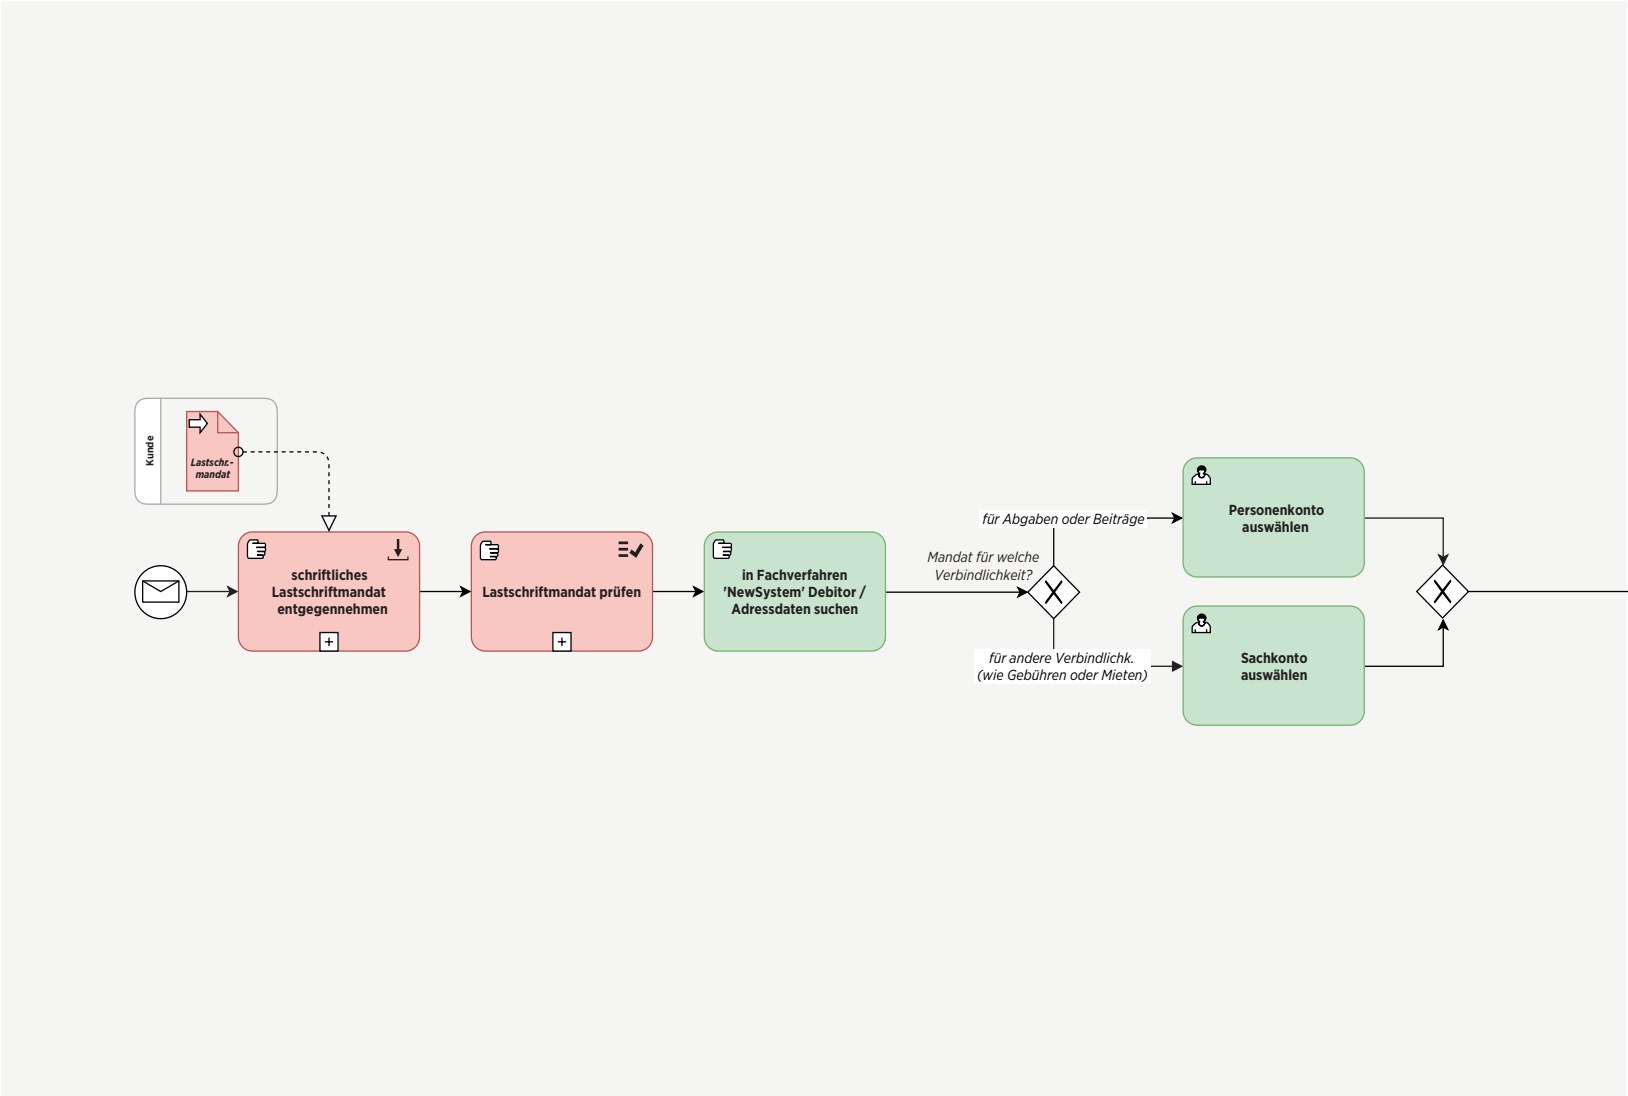 Kunde
Lastschr.-
mandat
schriftliches
Lastschriftmandat
entgegennehmen
Lastschriftmandat prüfen
in Fachverfahren
'NewSystem' Debitor /
Adressdaten suchen
Mandat für welche
Verbindlichkeit?
für Abgaben oder Beiträge
für andere Verbindlichk.
(wie Gebühren oder Mieten)
Personenkonto
auswählen
Sachkonto
auswählen